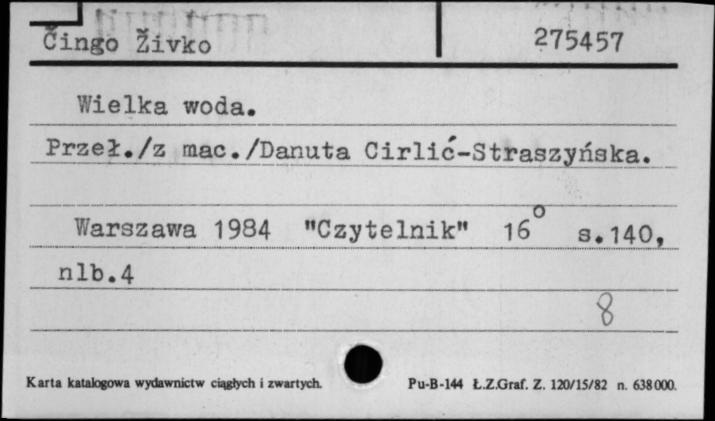 Čingo Živko 275457
Wielka woda.
Przeł./z mac./Danuta Cirlić-Straszyńska.
Warszawa 1984 "Czytelnik" 16° s.140,
nlb.4
8
Karta katalogowa wydawnictw ciągłych i zwartych. Pu-B-144 Ł.Z.Graf. Z. 120/15/82 n. 638000.